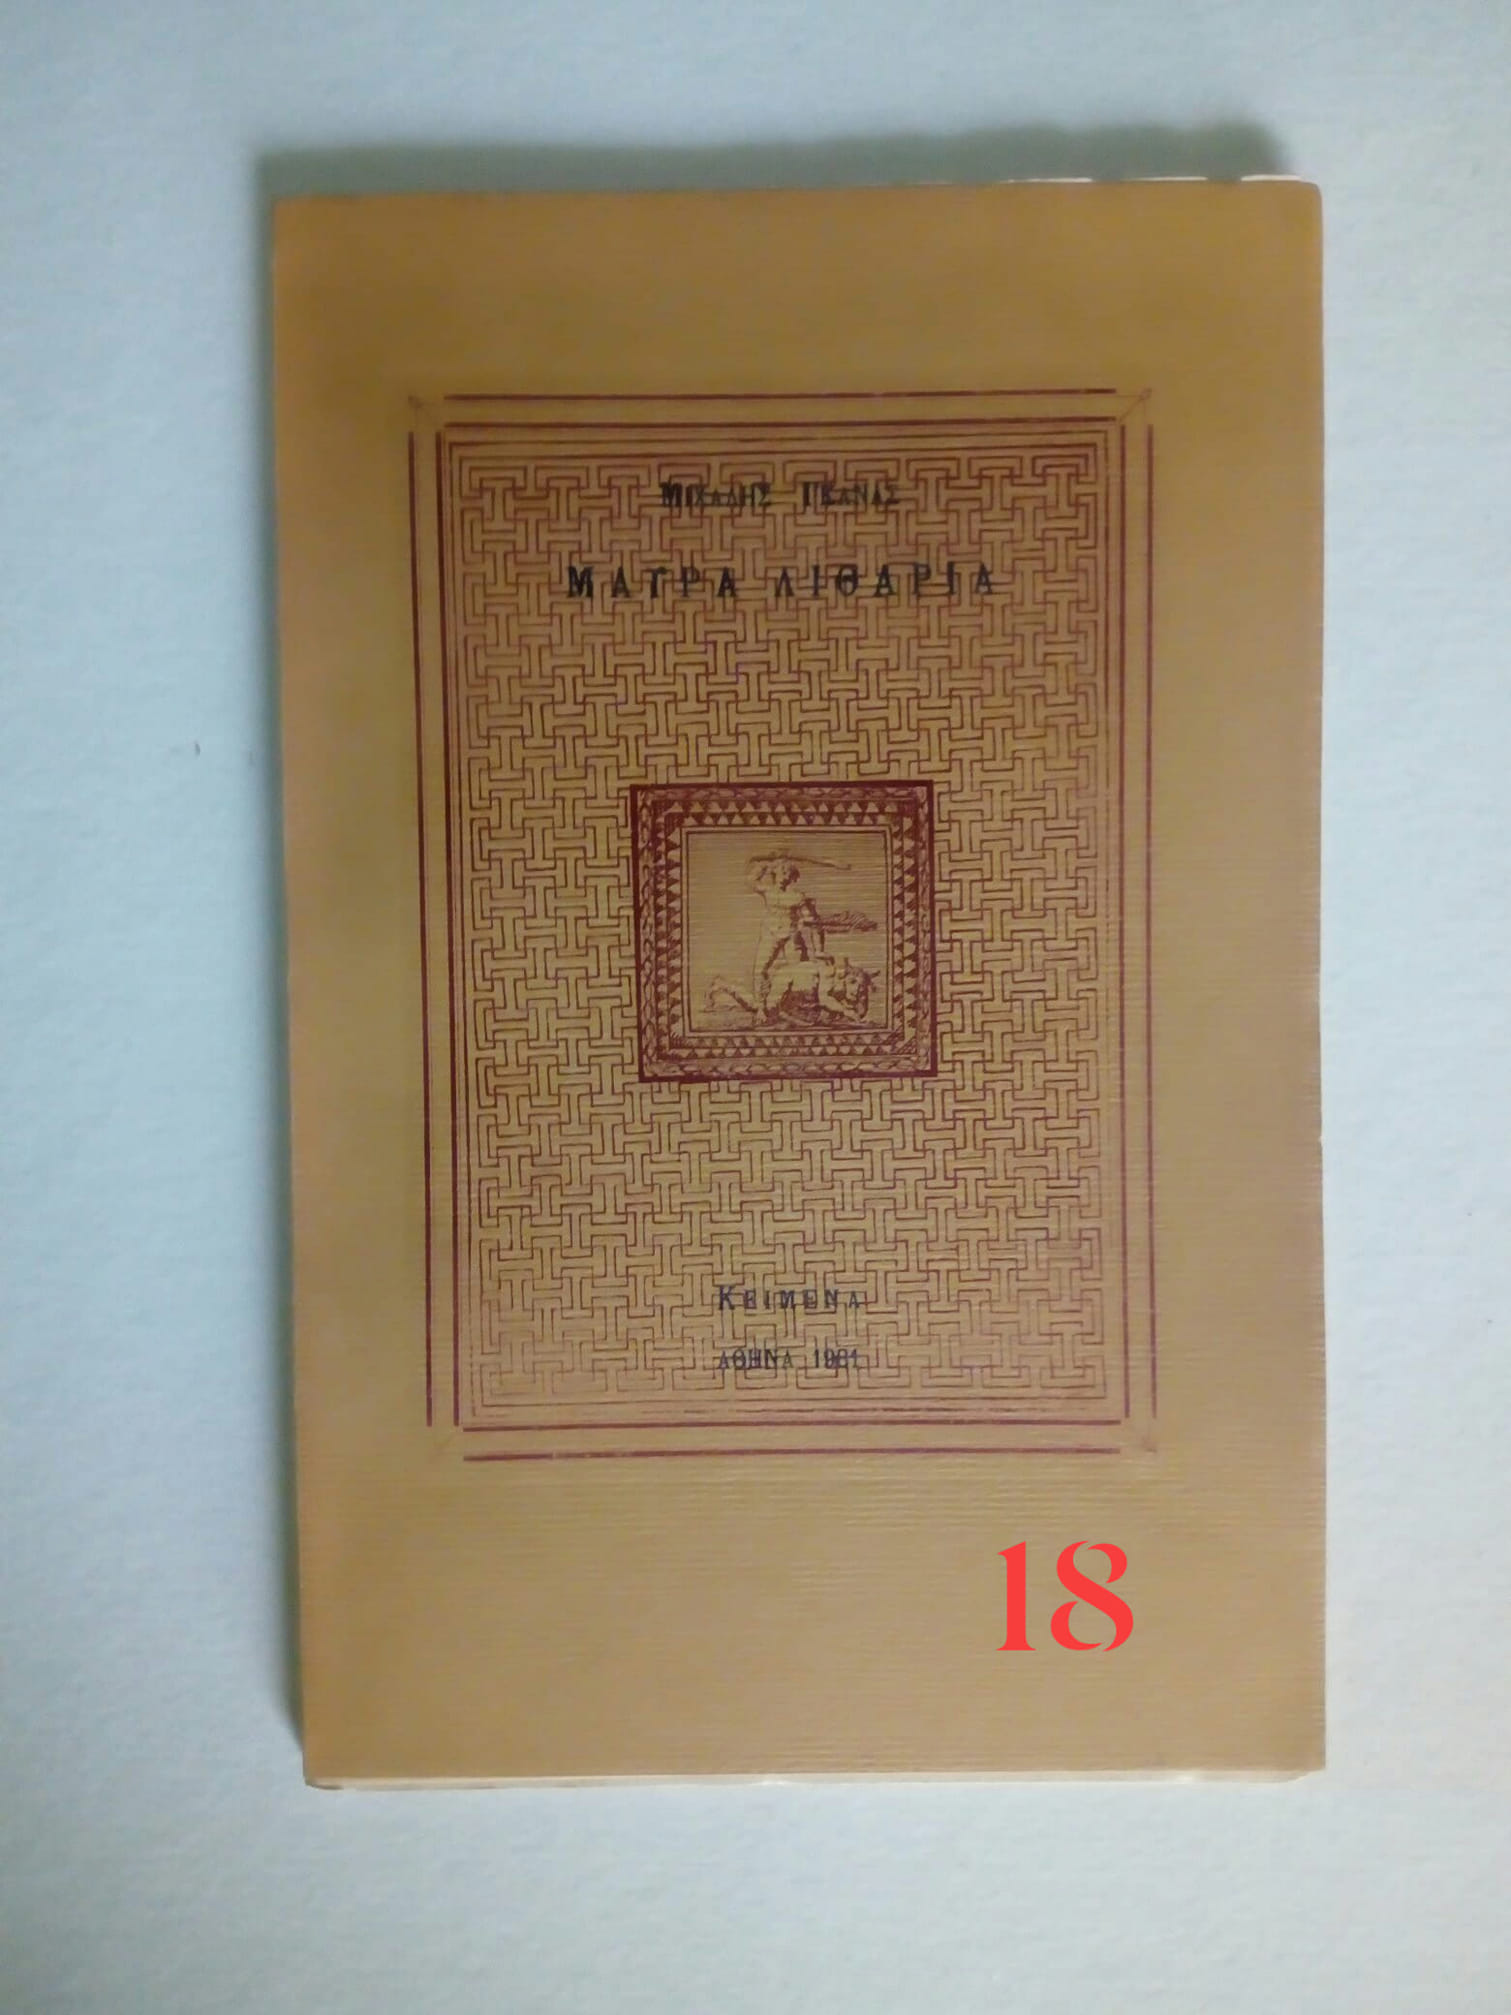 ΜΙΧΑΛΗΣ ΓΚΑΝΑΣ
ΜΑΥΡΑ ΛΙΘΑΡΙΑ
ΚΕΙΜΕΝΑ
ΑΘΗΝΑ 1981
18